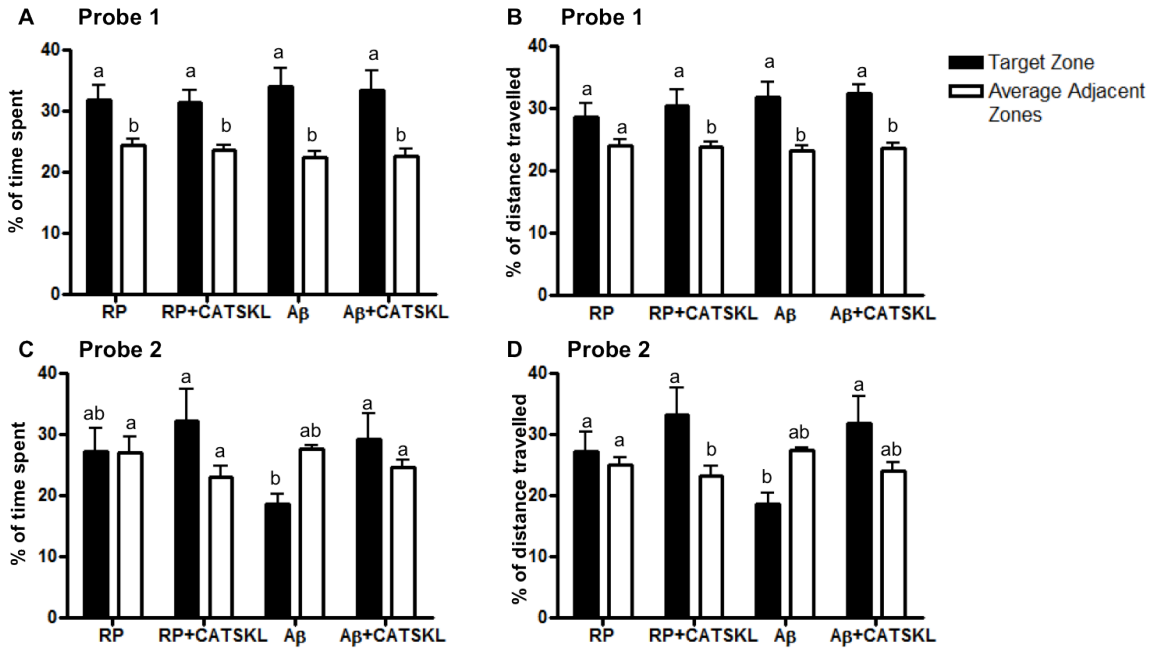 A Probe 1
% of time spent
40
30
20
10
0
a b a b a b a b
RP RP+CATSKL Aβ Aβ+CATSKL
B Probe 1
% of distance travelled
40
30
20
10
0
a a a b a b a b
RP RP+CATSKL Aβ Aβ+CATSKL
Target Zone
Average Adjacent
Zones
C Probe 2
% of time spent
40
30
20
10
0
ab a a a b ab a a
RP RP+CATSKL Aβ Aβ+CATSKL
D Probe 2
% of distance travelled
40
30
20
10
0
a a a b b ab a ab
RP RP+CATSKL Aβ Aβ+CATSKL